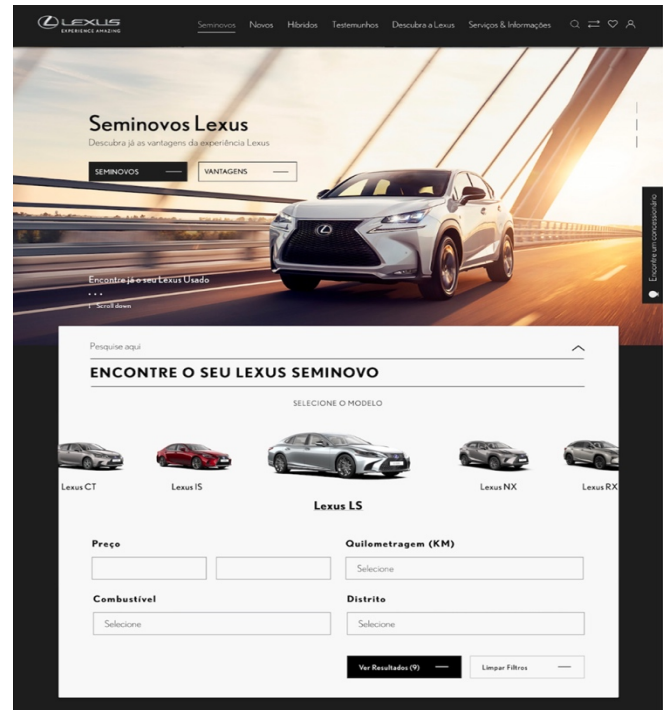 LEXUS
EXPERIENCE AMAZING
Seminovos Novos Híbridos Testemunhos Descubra a Lexus Serviços & Informações
Seminovos Lexus
Descubra já as vantagens da experiência Lexus
SEMINOVOS VANTAGENS
Encontre um concessionário
Encontre já o seu Lexus Usado
Scroll down
Pesquise aqui
ENCONTRE O SEU LEXUS SEMINOVO
SELECIONE O MODELO
Lexus CT Lexus IS Lexus NX Lexus RX
Lexus LS
Preço Quilometragem (KM)
Selecione
Combustível Distrito
Selecione Selecione
Ver Resultados (9) Limpar Filtros